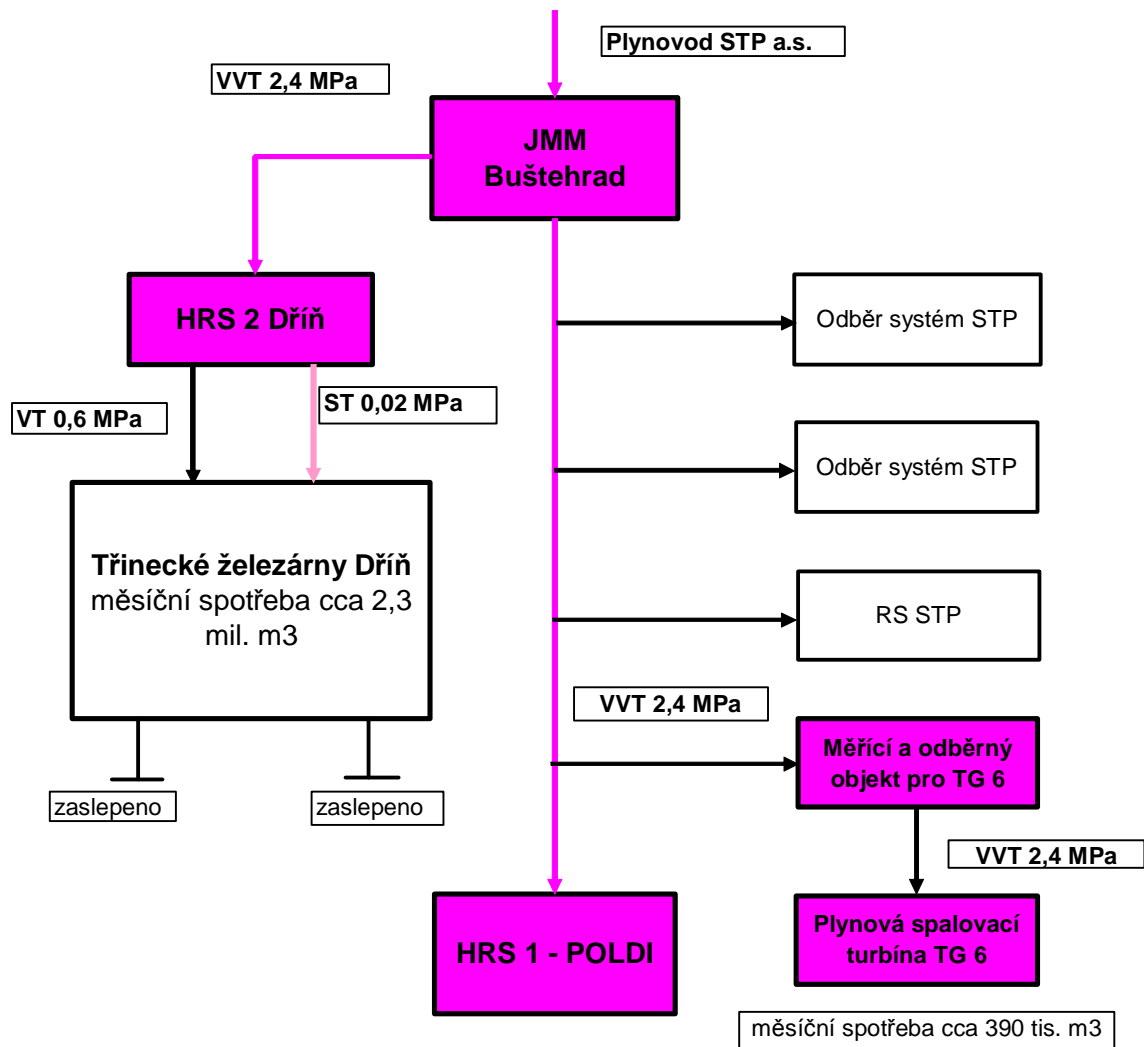 Plynovod STP a.s.
VVT 2,4 MPa
JMM
Buštehrad
HRS 2 Dříň
Odběr systém STP
VT 0,6 MPa
ST 0,02 MPa
Odběr systém STP
Třinecké železárny Dříň
měsíční spotřeba cca 2,3
mil. m3
RS STP
VVT 2,4 MPa
Měřící a odběrný
objekt pro TG 6
zaslepeno
zaslepeno
VVT 2,4 MPa
HRS 1 - POLDI
Plynová spalovací
turbína TG 6
měsíční spotřeba cca 390 tis. m3